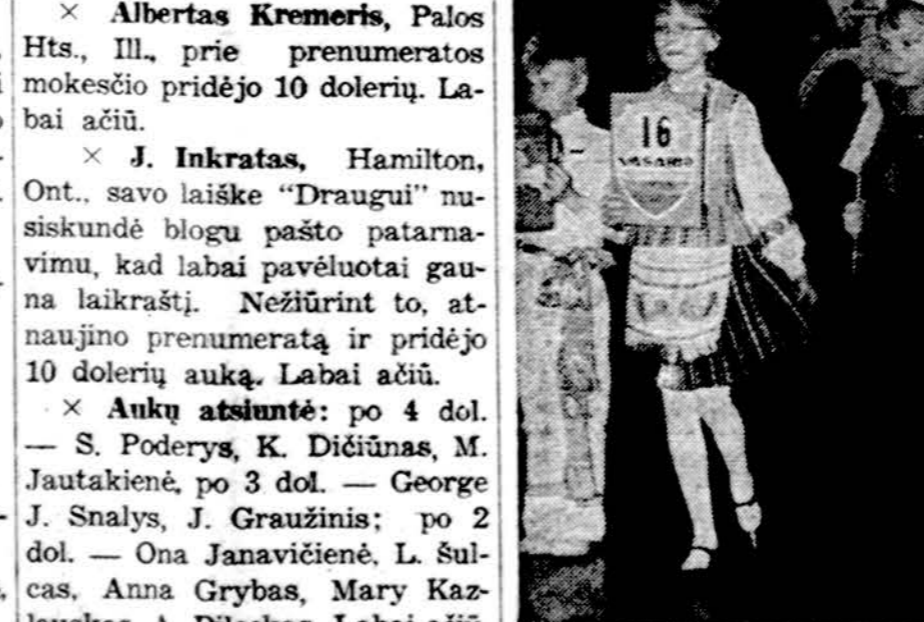 × Albertas Kremeris, Palos
Hts., Ill., prie prenumeratos
mokesčio pridėjo 10 dolerių. La-
bai ačiū.
× J. Inkratas, Hamilton,
Ont., savo laiške “Draugui” nu-
siskundė blogu pašto patarna-
vimu, kad labai pavėluotai gau-
na laikraštį. Nežiūrint to, at-
naujino prenumeratą ir pridėjo
10 dolerių auką. Labai ačiū.
× Aukų atsiuntė: po 4 dol.
— S. Poderys, K. Dičiūnas, M.
Jautakienė, po 3 dol. — George
J. Snalys, J. Graužinis; po 2
dol. — Ona Janavičienė, L. Šul-
cas, Anna Grybas, Mary Kaz-
16
VASARIO